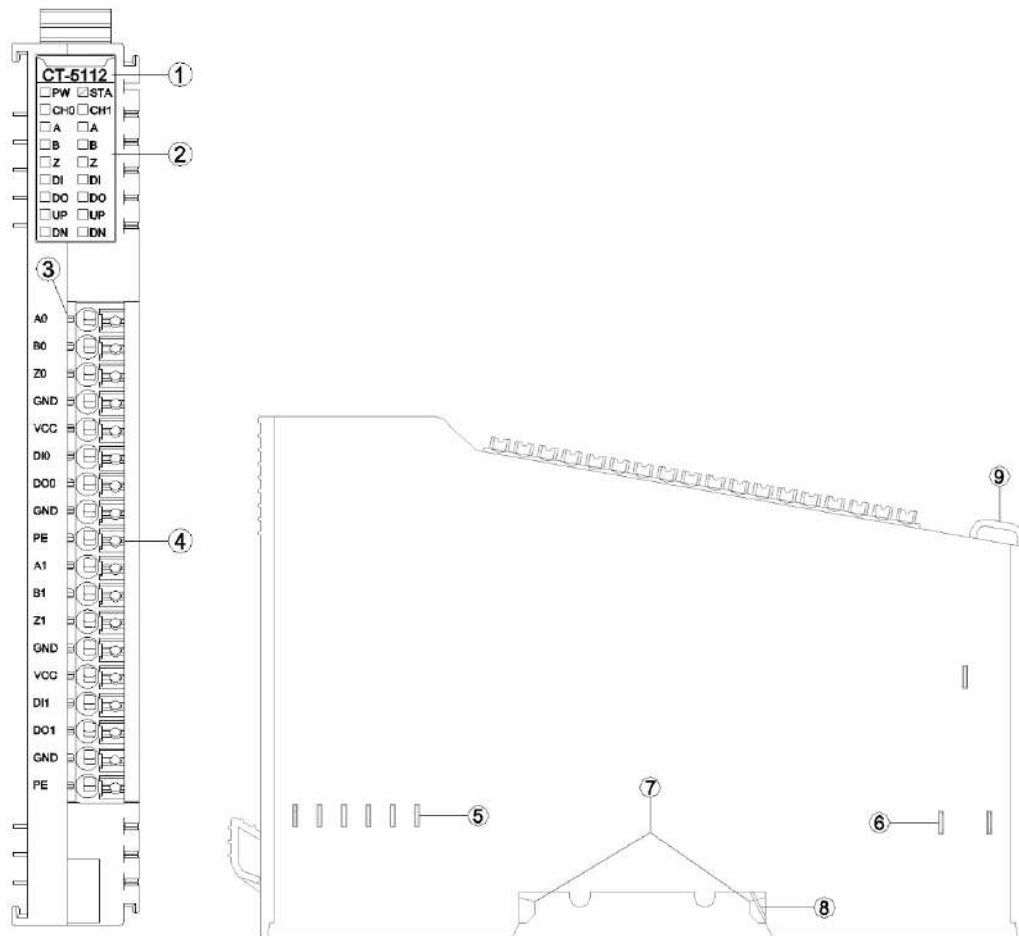 CT-5112
PW STA
CH0 CH1
A A
B B
Z Z
DI DI
DO DO
UP UP
DN DN
1
2
3
A0
B0
Z0
GND
VCC
DI0
DO0
GND
PE
4
A1
B1
Z1
GND
VCC
DI1
DO1
GND
PE
9
7
5
6
8